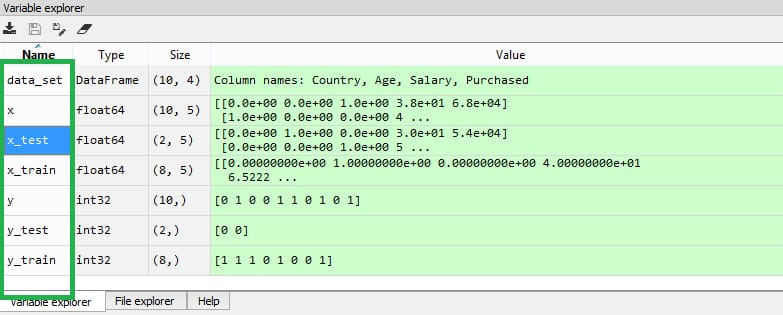 Variable explorer
Name Type Size Value
data_set DataFrame (10, 4) Column names: Country, Age, Salary, Purchased
x float64 (10, 5) [[0.0e+00 0.0e+00 1.0e+00 3.8e+01 6.8e+04]
[1.0e+00 0.0e+00 0.0e+00 4 ...
x_test float64 (2, 5) [[0.0e+00 1.0e+00 0.0e+00 3.0e+01 5.4e+04]
[0.0e+00 0.0e+00 1.0e+00 5 ...
x_train float64 (8, 5) [[0.00000000e+00 1.00000000e+00 0.00000000e+00 4.00000000e+01
6.5222 ...
y int32 (10,) [0 1 0 0 1 1 0 1 0 1]
y_test int32 (2,) [0 0]
y_train int32 (8,) [1 1 1 0 1 0 0 1]
Variable explorer File explorer Help